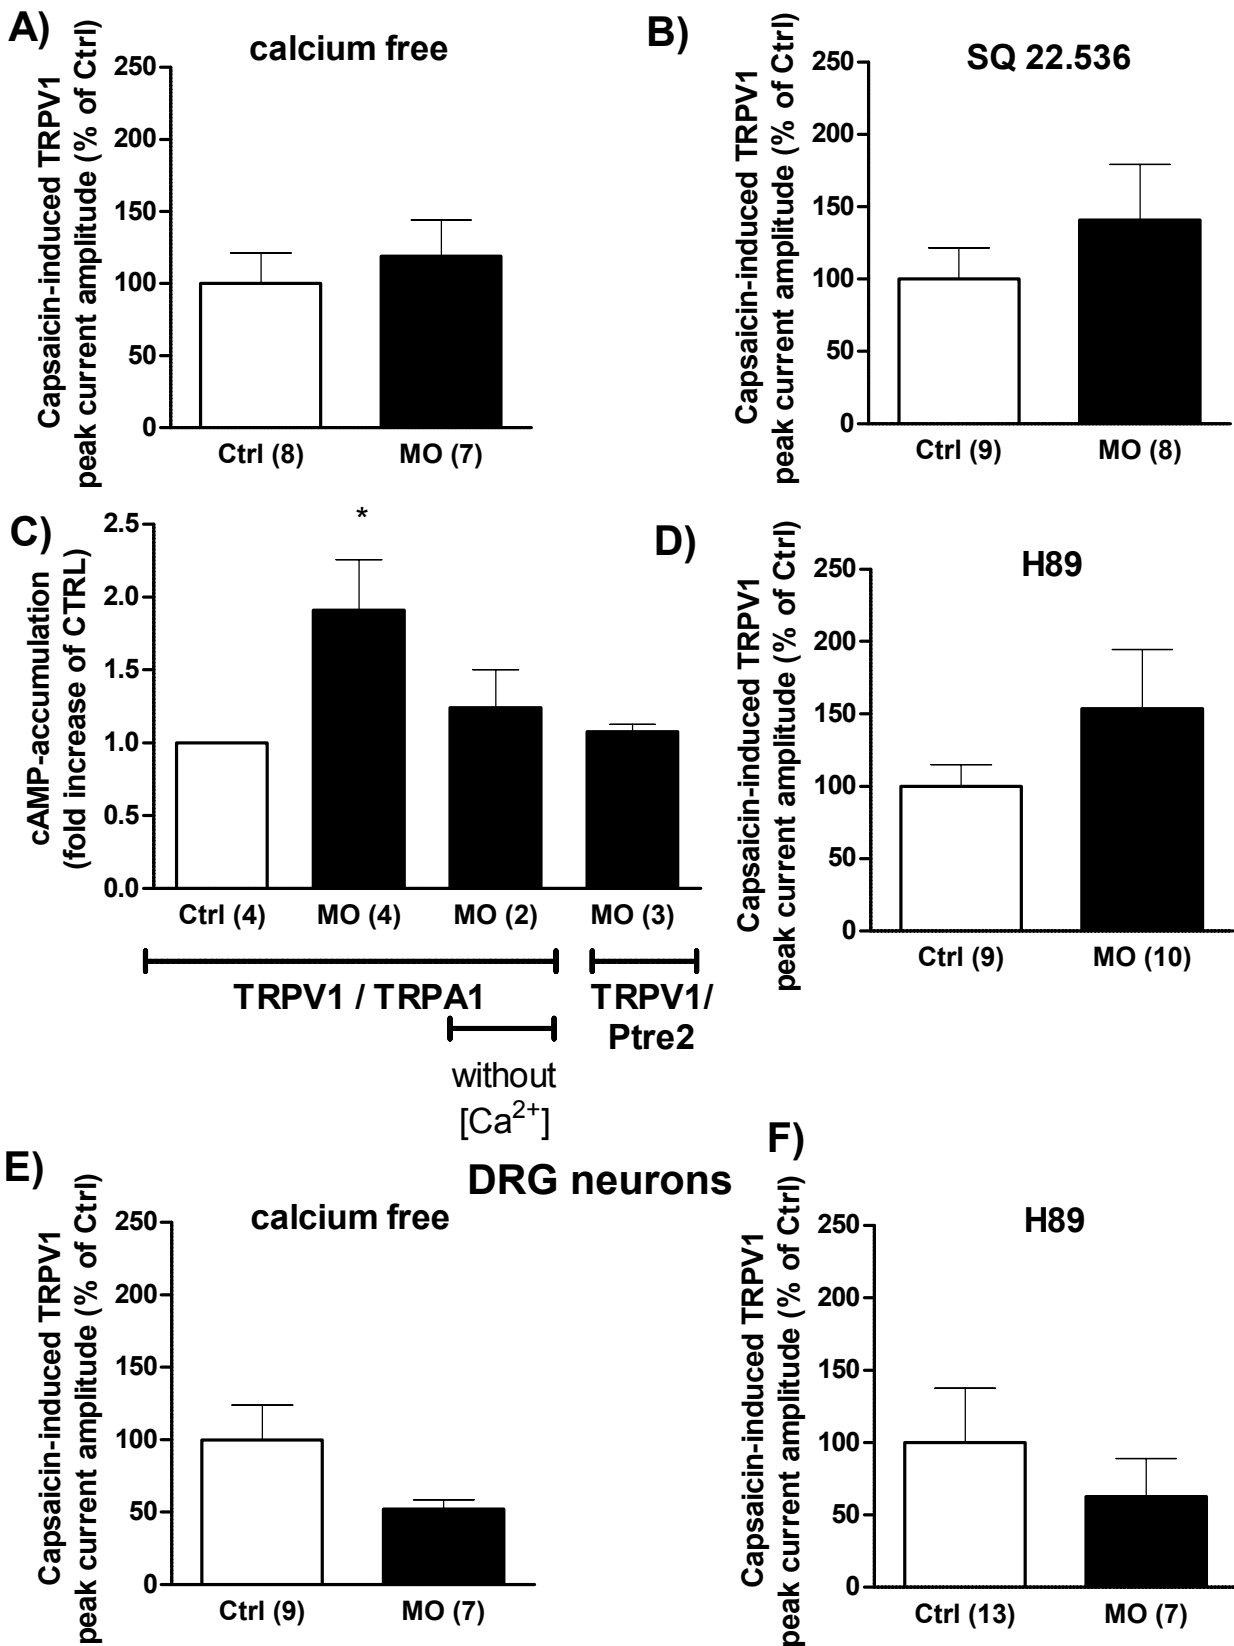 A)
calcium free
Capsaicin-induced TRPV1
peak current amplitude (% of Ctrl)
250
200
150
100
50
0
Ctrl (8)
MO (7)
B)
SQ 22.536
Capsaicin-induced TRPV1
peak current amplitude (% of Ctrl)
250
200
150
100
50
0
Ctrl (9)
MO (8)
C)
cAMP-accumulation
(fold increase of CTRL)
2.5
2.0
1.5
1.0
0.5
0.0
*
Ctrl (4)
MO (4)
MO (2)
MO (3)
TRPV1 / TRPA1
TRPV1/
Ptre2
without
[Ca2+]
D)
H89
Capsaicin-induced TRPV1
peak current amplitude (% of Ctrl)
250
200
150
100
50
0
Ctrl (9)
MO (10)
DRG neurons
E)
calcium free
Capsaicin-induced TRPV1
peak current amplitude (% of Ctrl)
250
200
150
100
50
0
Ctrl (9)
MO (7)
F)
H89
Capsaicin-induced TRPV1
peak current amplitude (% of Ctrl)
250
200
150
100
50
0
Ctrl (13)
MO (7)